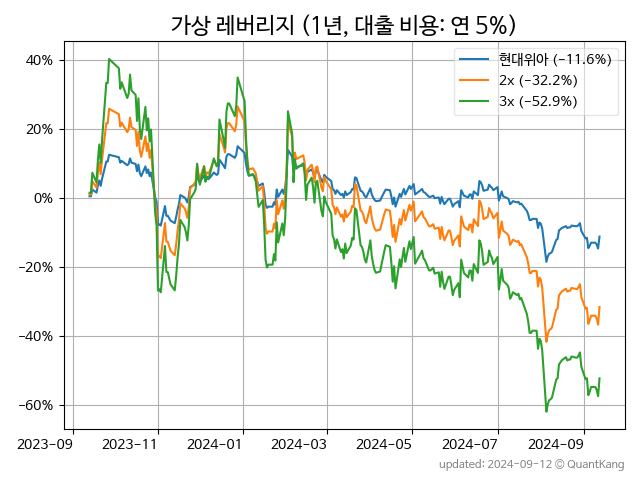 가상 레버리지 (1년, 대출 비용: 연 5%)
현대위아 (-11.6%)
2x (-32.2%)
3x (-52.9%)
40%
20%
0%
−20%
−40%
−60%
2023-09
2023-11
2024-01
2024-03
2024-05
2024-07
2024-09
updated: 2024-09-12 © QuantKang